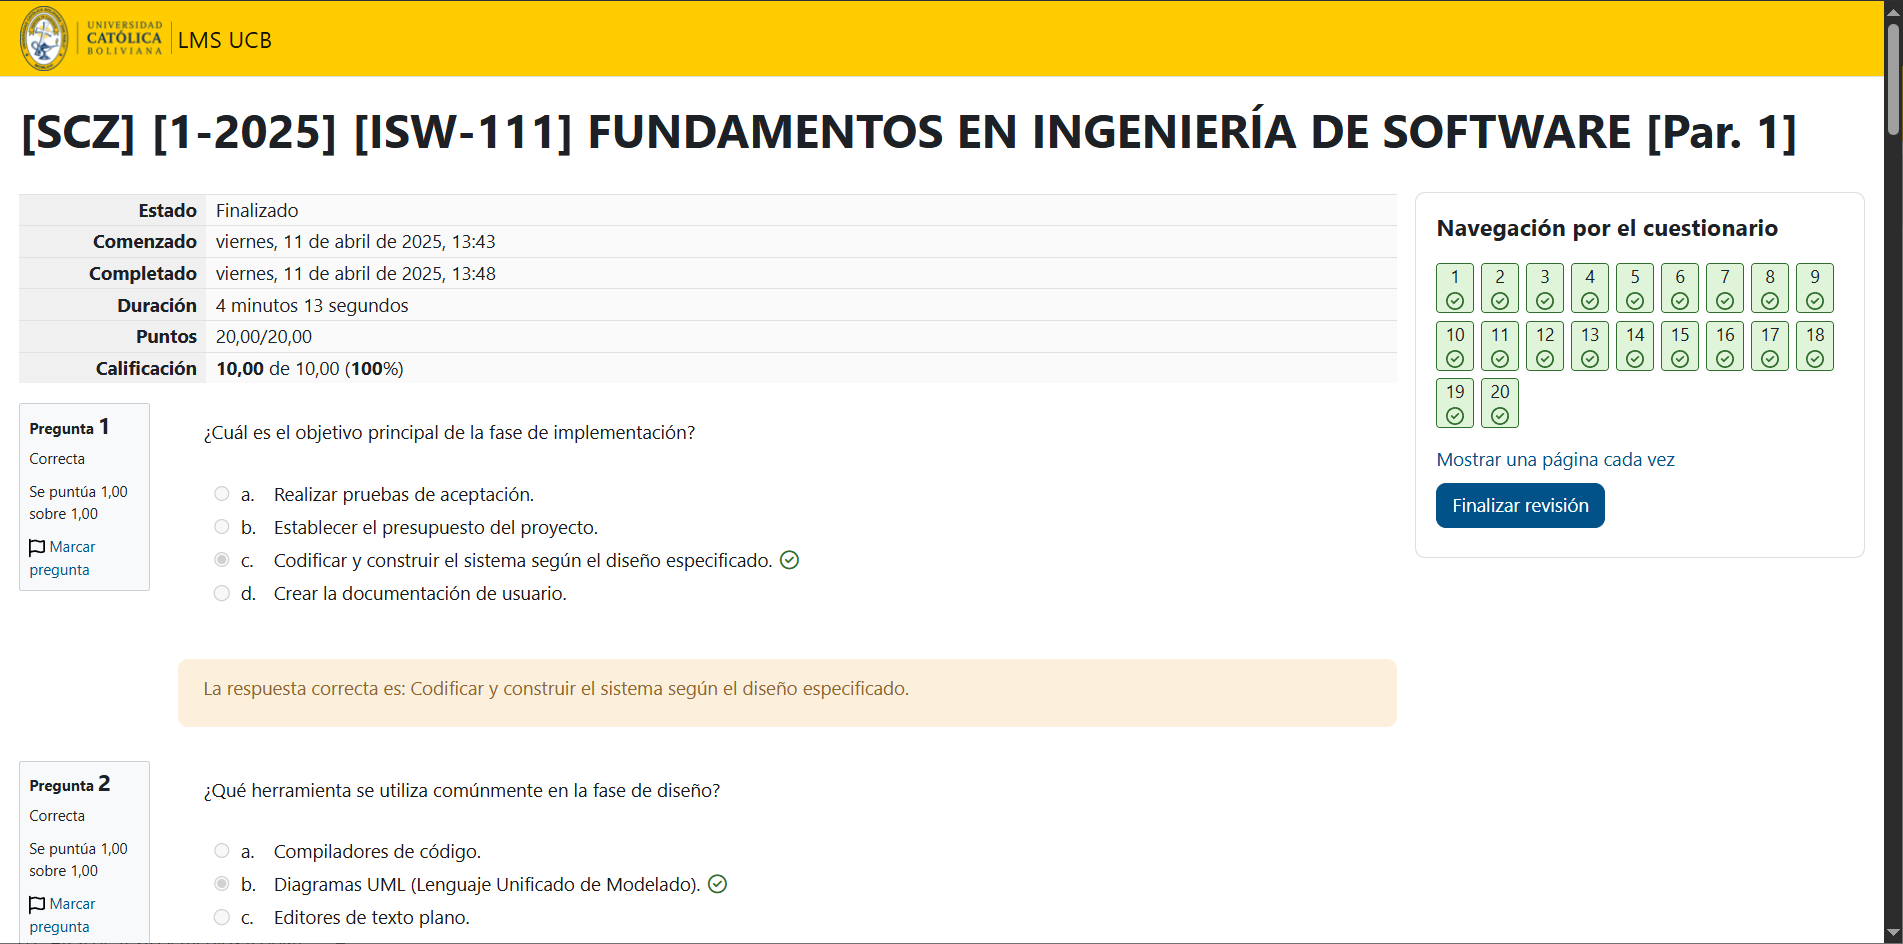 UNIVERSIDAD
CATÓLICA
BOLIVIANA
LMS UCB
[SCZ] [1-2025] [ISW-111] FUNDAMENTOS EN INGENIERÍA DE SOFTWARE [Par. 1]
Estado Finalizado
Comenzado viernes, 11 de abril de 2025, 13:43
Completado viernes, 11 de abril de 2025, 13:48
Duración 4 minutos 13 segundos
Puntos 20,00/20,00
Calificación 10,00 de 10,00 (100%)
Pregunta 1
Correcta
Se puntúa 1,00
sobre 1,00
Marcar
pregunta
¿Cuál es el objetivo principal de la fase de implementación?
a. Realizar pruebas de aceptación.
b. Establecer el presupuesto del proyecto.
c. Codificar y construir el sistema según el diseño especificado.
d. Crear la documentación de usuario.
La respuesta correcta es: Codificar y construir el sistema según el diseño especificado.
Pregunta 2
Correcta
Se puntúa 1,00
sobre 1,00
Marcar
pregunta
¿Qué herramienta se utiliza comúnmente en la fase de diseño?
a. Compiladores de código.
b. Diagramas UML (Lenguaje Unificado de Modelado).
c. Editores de texto plano.
Navegación por el cuestionario
1 2 3 4 5 6 7 8 9
10 11 12 13 14 15 16 17 18
19 20
Mostrar una página cada vez
Finalizar revisión